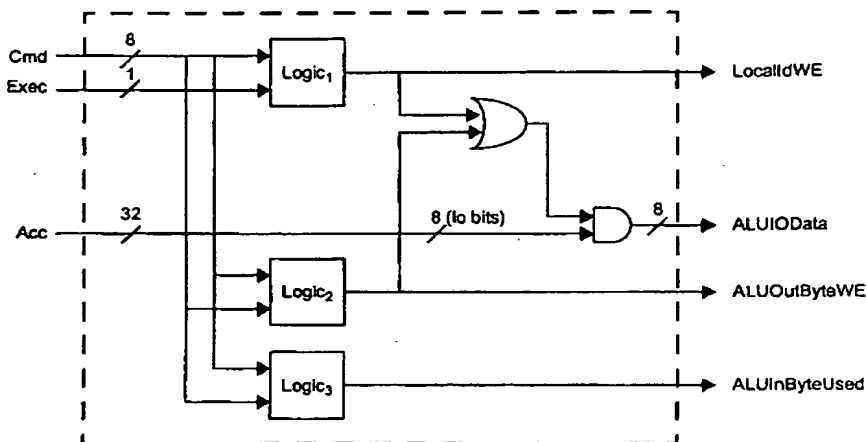 Cmd
8
Exec
1
Logic1
LocalIdWE
Acc
32
8 (lo bits)
8
ALUIOData
Logic2
ALUOutByteWE
Logic3
ALUInByteUsed